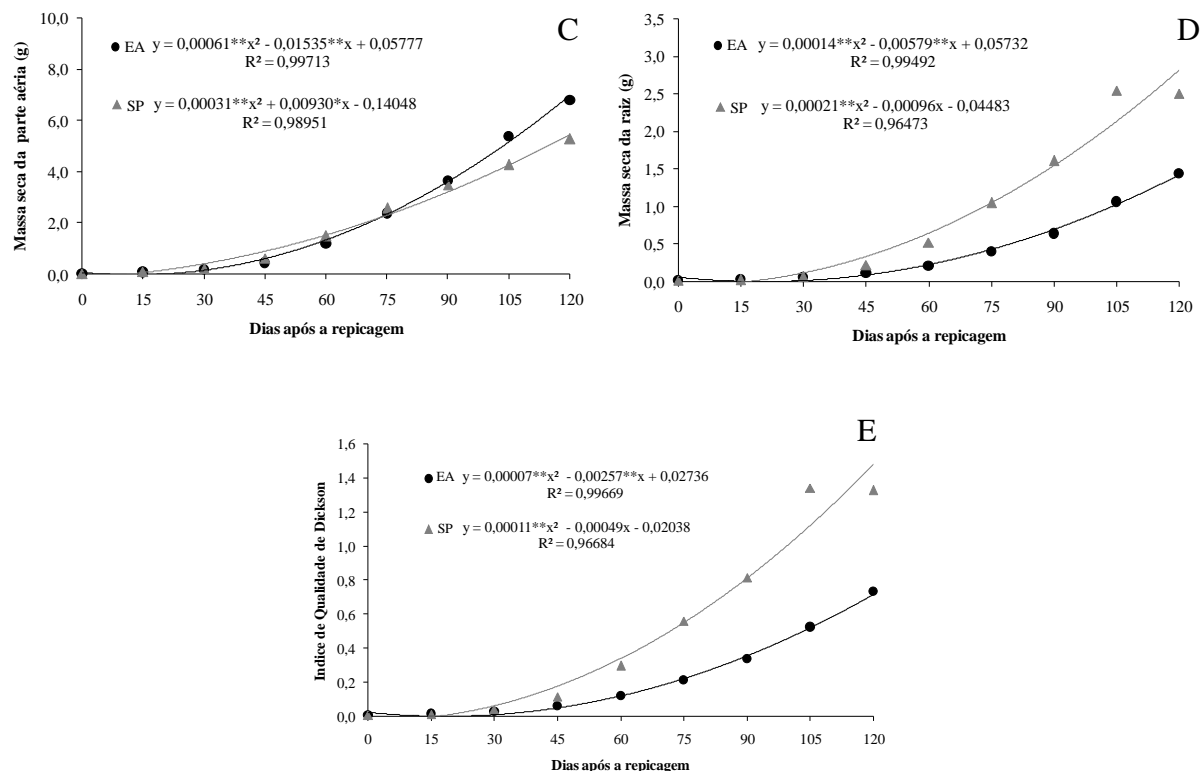 C
10,0
8,0
6,0
4,0
2,0
0,0
Massa seca da parte aéria (g)
EA y = 0,00061**x² - 0,01535**x + 0,05777
R² = 0,99713
SP y = 0,00031**x² + 0,00930*x - 0,14048
R² = 0,98951
0 15 30 45 60 75 90 105 120
Dias após a repicagem
D
3,5
3,0
2,5
2,0
1,5
1,0
0,5
0,0
Massa seca da raiz (g)
EA y = 0,00014**x² - 0,00579**x + 0,05732
R² = 0,99492
SP y = 0,00021**x² - 0,00096x - 0,04483
R² = 0,96473
0 15 30 45 60 75 90 105 120
Dias após a repicagem
E
1,6
1,4
1,2
1,0
0,8
0,6
0,4
0,2
0,0
Indice de Qualidade de Dickson
EA y = 0,00007**x² - 0,00257**x + 0,02736
R² = 0,99669
SP y = 0,00011**x² - 0,00049x - 0,02038
R² = 0,96684
0 15 30 45 60 75 90 105 120
Dias após a repicagem